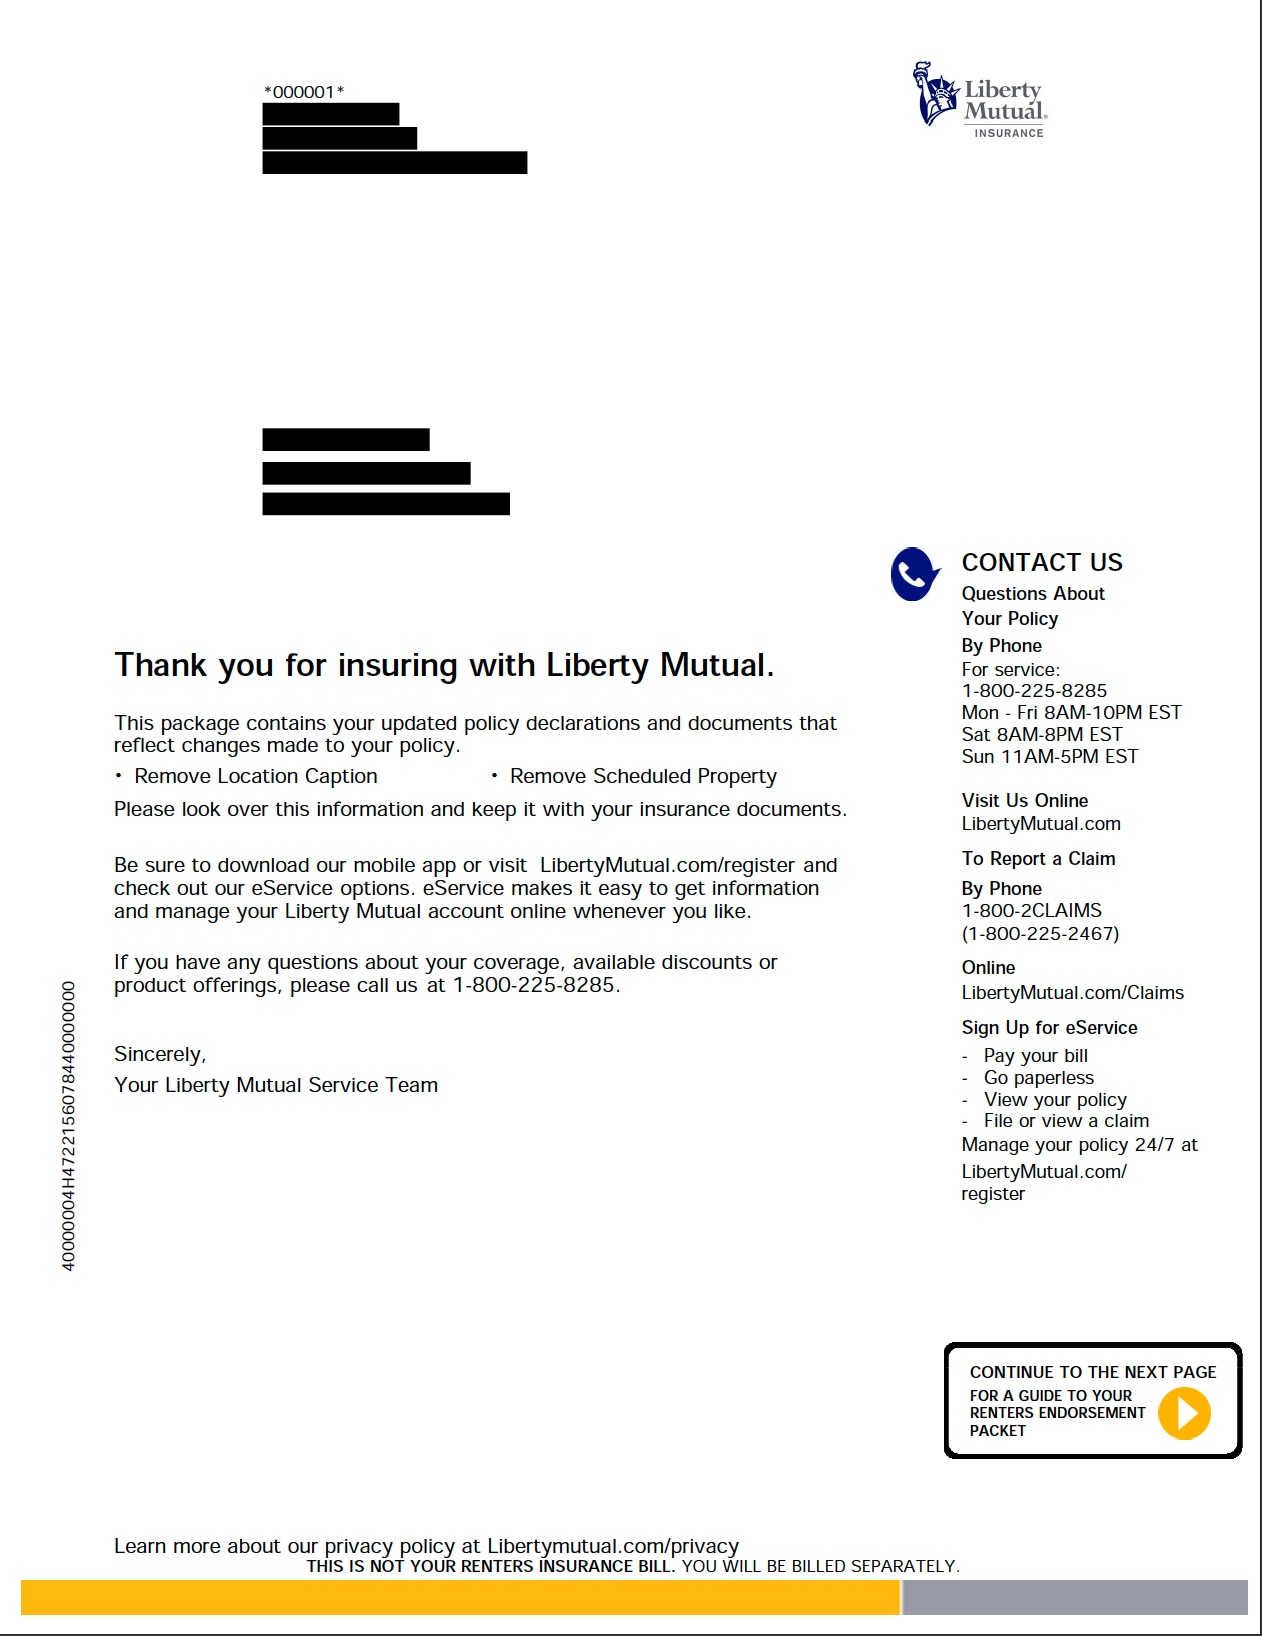 *000001*
Liberty
Mutual®
INSURANCE
CONTACT US
Questions About
Your Policy
By Phone
For service:
1-800-225-8285
Mon - Fri 8AM-10PM EST
Sat 8AM-8PM EST
Sun 11AM-5PM EST
Visit Us Online
LibertyMutual.com
To Report a Claim
By Phone
1-800-2CLAIMS
(1-800-225-2467)
Online
LibertyMutual.com/Claims
Sign Up for eService
- Pay your bill
- Go paperless
- View your policy
- File or view a claim
Manage your policy 24/7 at
LibertyMutual.com/
register
Thank you for insuring with Liberty Mutual.
This package contains your updated policy declarations and documents that
reflect changes made to your policy.
• Remove Location Caption • Remove Scheduled Property
Please look over this information and keep it with your insurance documents.
Be sure to download our mobile app or visit LibertyMutual.com/register and
check out our eService options. eService makes it easy to get information
and manage your Liberty Mutual account online whenever you like.
If you have any questions about your coverage, available discounts or
product offerings, please call us at 1-800-225-8285.
Sincerely,
Your Liberty Mutual Service Team
40000004H4722156078440000000
CONTINUE TO THE NEXT PAGE
FOR A GUIDE TO YOUR
RENTERS ENDORSEMENT
PACKET
Learn more about our privacy policy at Libertymutual.com/privacy
THIS IS NOT YOUR RENTERS INSURANCE BILL. YOU WILL BE BILLED SEPARATELY.